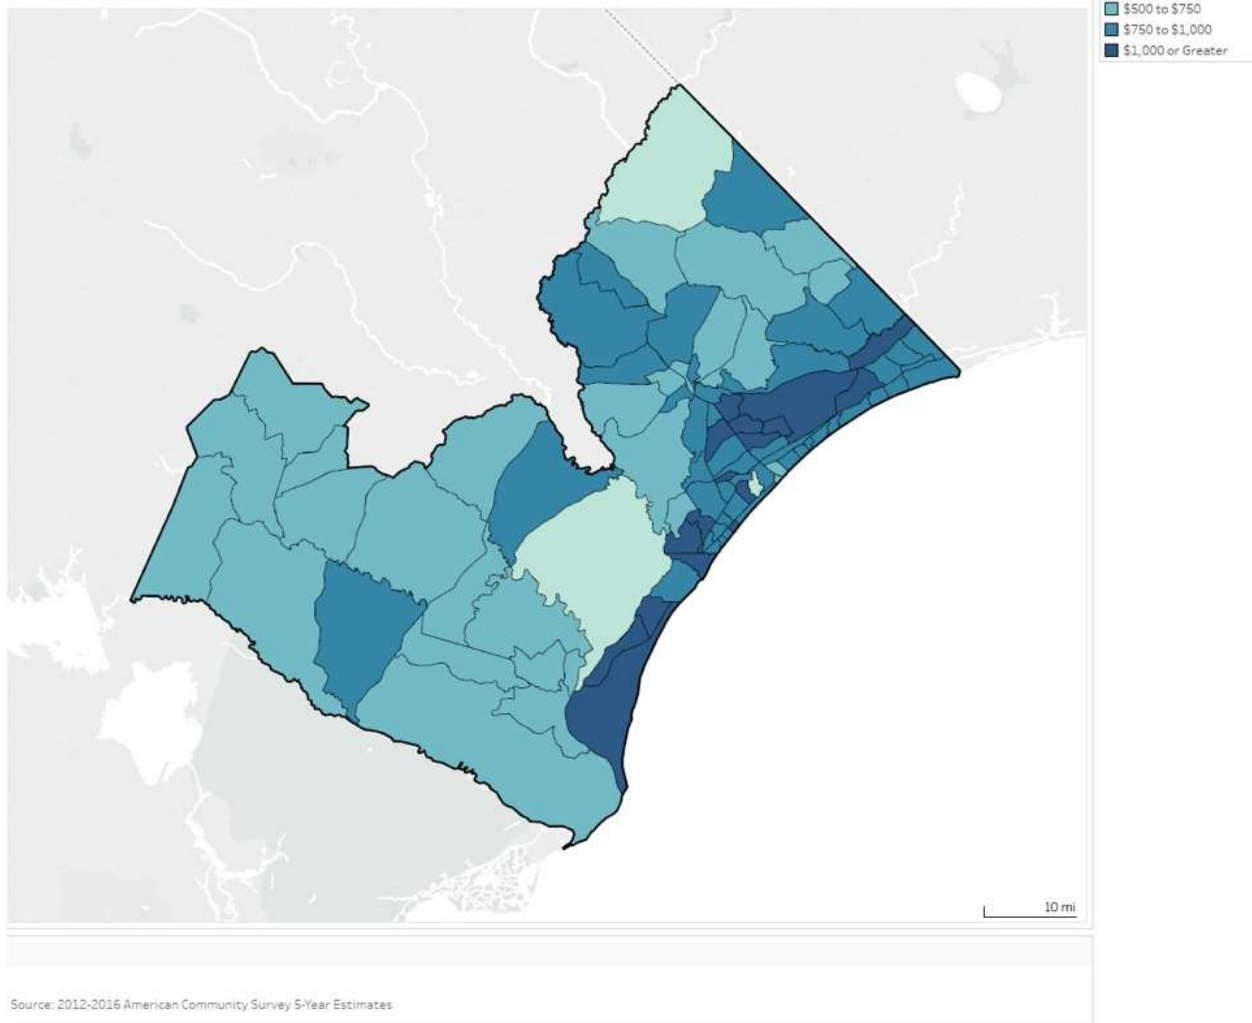 $500 to $750
$750 to $1,000
$1,000 or Greater
10 mi
Source: 2012-2016 American Community Survey 5-Year Estimates